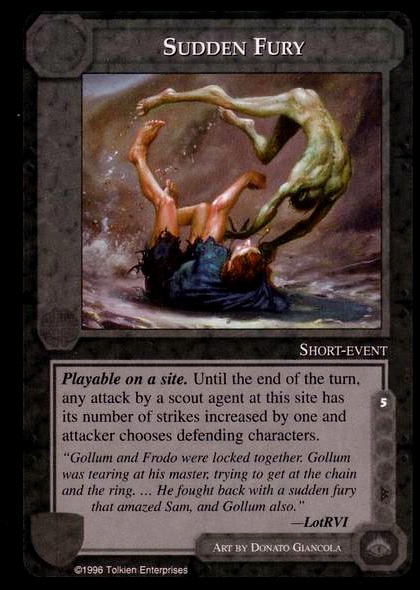 SUDDEN FURY
SHORT-EVENT
Playable on a site. Until the end of the turn,
any attack by a scout agent at this site has
its number of strikes increased by one and
attacker chooses defending characters.
5
“Gollum and Frodo were locked together. Gollum
was tearing at his master, trying to get at the chain
and the ring. … He fought back with a sudden fury
that amazed Sam, and Gollum also.”
—LotRVI
ART BY DONATO GIANCOLA
©1996 Tolkien Enterprises